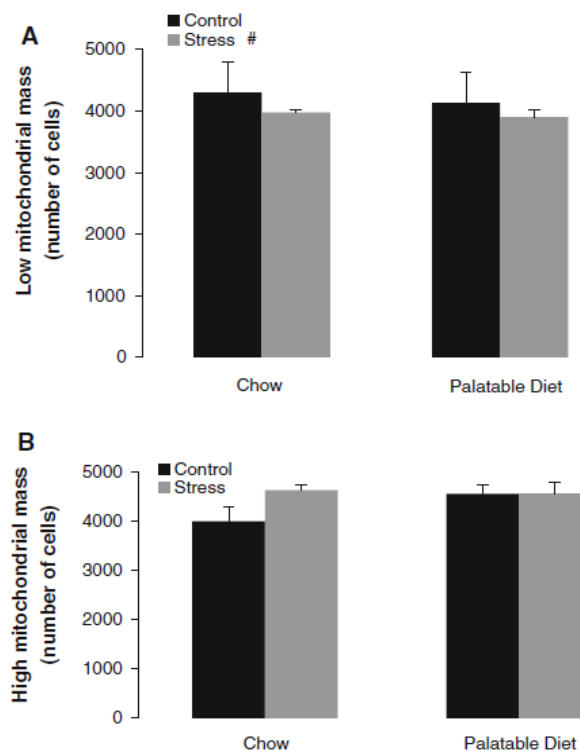 A
Control
Stress #
Low mitochondrial mass
(number of cells)
5000
4000
3000
2000
1000
0
Chow Palatable Diet
B
Control
Stress
High mitochondrial mass
(number of cells)
5000
4000
3000
2000
1000
0
Chow Palatable Diet